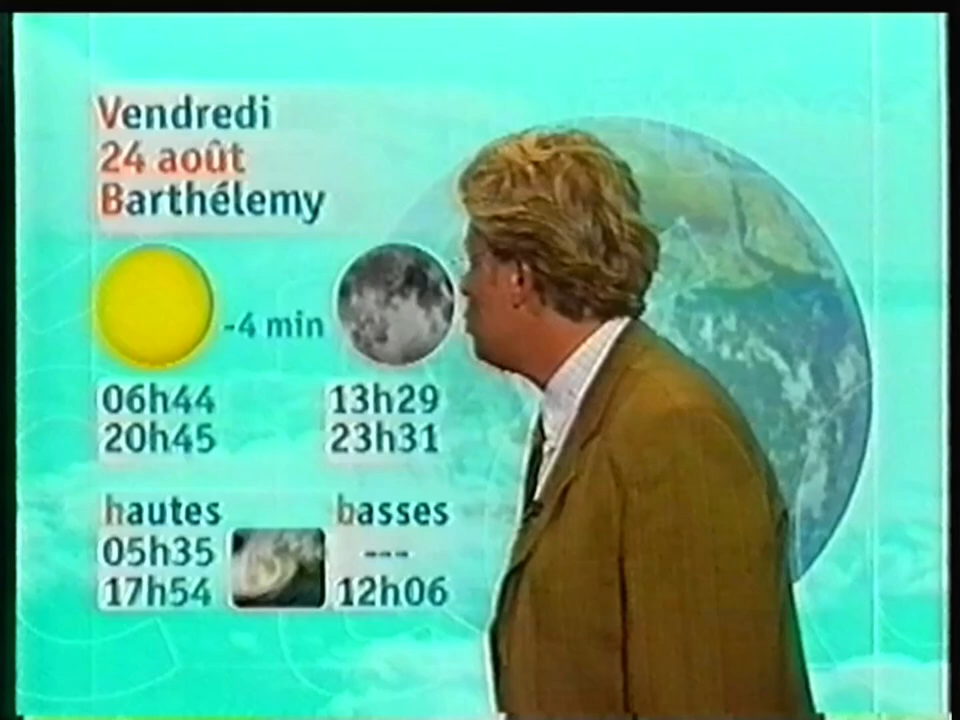 Vendredi
24 août
Barthélemy
-4 min
06h44
20h45
13h29
23h31
hautes
05h35
17h54
basses
---
12h06